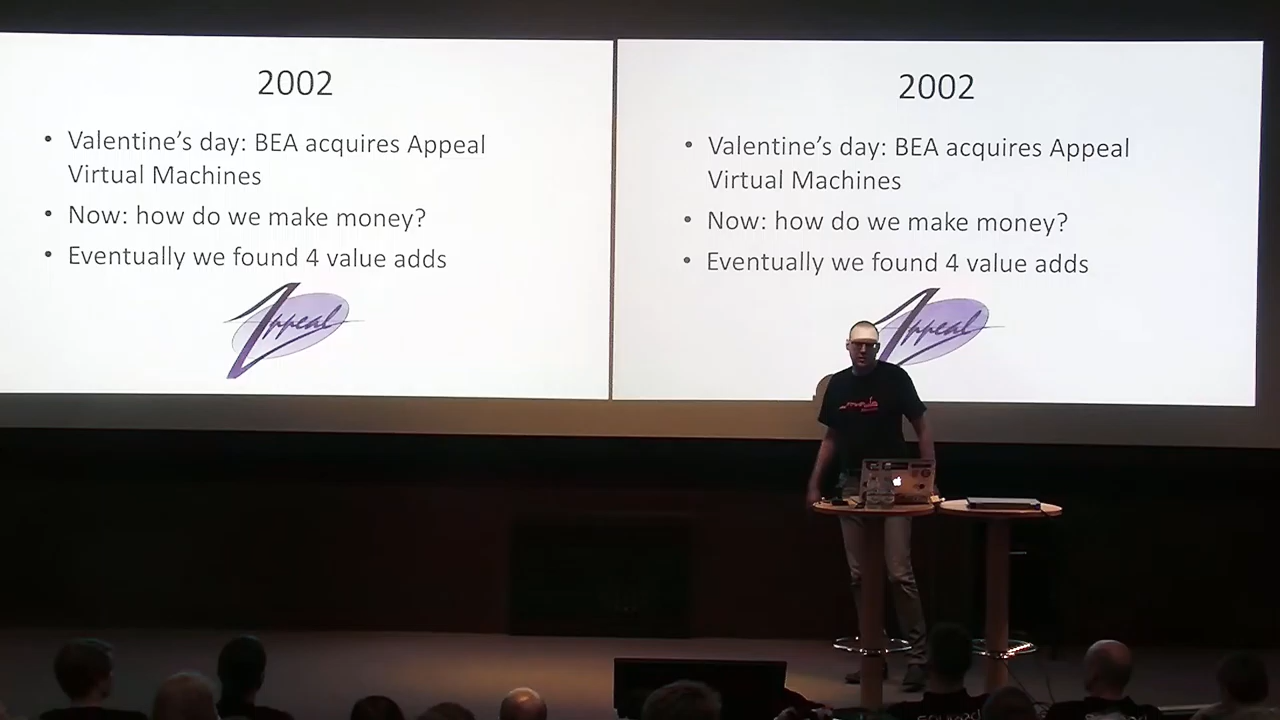 2002
• Valentine's day: BEA acquires Appeal
Virtual Machines
• Now: how do we make money?
• Eventually we found 4 value adds
Appeal
2002
• Valentine's day: BEA acquires Appeal
Virtual Machines
• Now: how do we make money?
• Eventually we found 4 value adds
Appeal